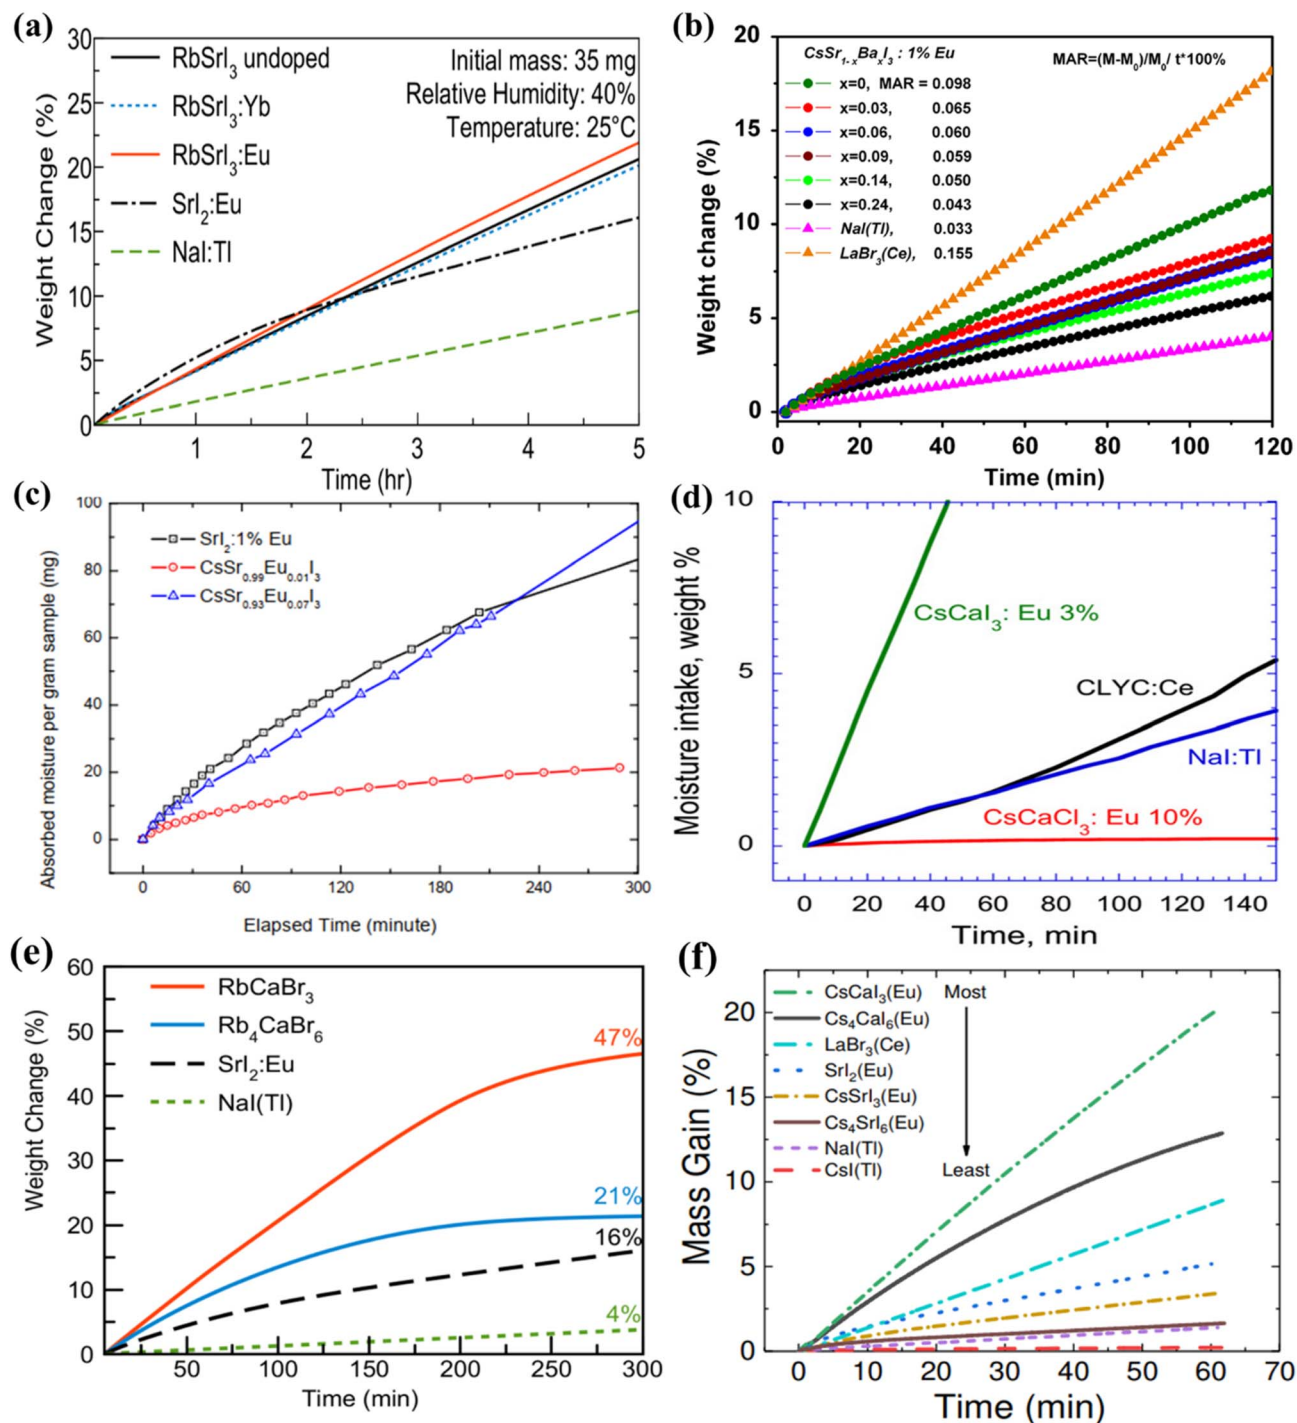 (a)
30
25
20
15
10
5
0
Weight Change (%)
RbSrI3 undoped
RbSrI3:Yb
RbSrI3:Eu
SrI2:Eu
NaI:Tl
Initial mass: 35 mg
Relative Humidity: 40%
Temperature: 25°C
1 2 3 4 5
Time (hr)
(b)
20
15
10
5
0
Weight change (%)
CsSr1-xBaxI3 : 1% Eu
MAR=(M-M0)/M0/ t*100%
x=0, MAR = 0.098
x=0.03, 0.065
x=0.06, 0.060
x=0.09, 0.059
x=0.14, 0.050
x=0.24, 0.043
NaI(Tl), 0.033
LaBr3(Ce), 0.155
0 20 40 60 80 100 120
Time (min)
(c)
100
80
60
40
20
0
Absorbed moisture per gram sample (mg)
SrI2:1% Eu
CsSr0.99Eu0.01I3
CsSr0.93Eu0.07I3
0 60 120 180 240 300
Elapsed Time (minute)
(d)
10
5
0
Moisture intake, weight %
CsCaI3: Eu 3%
CLYC:Ce
NaI:Tl
CsCaCl3: Eu 10%
0 20 40 60 80 100 120 140
Time, min
(e)
60
50
40
30
20
10
0
Weight Change (%)
RbCaBr3
Rb4CaBr6
SrI2:Eu
NaI(Tl)
47%
21%
16%
4%
50 100 150 200 250 300
Time (min)
(f)
20
15
10
5
0
Mass Gain (%)
CsCaI3(Eu) Most
Cs4CaI6(Eu)
LaBr3(Ce)
SrI2(Eu)
CsSrI3(Eu)
Cs4SrI6(Eu)
NaI(Tl)
CsI(Tl) Least
0 10 20 30 40 50 60 70
Time (min)